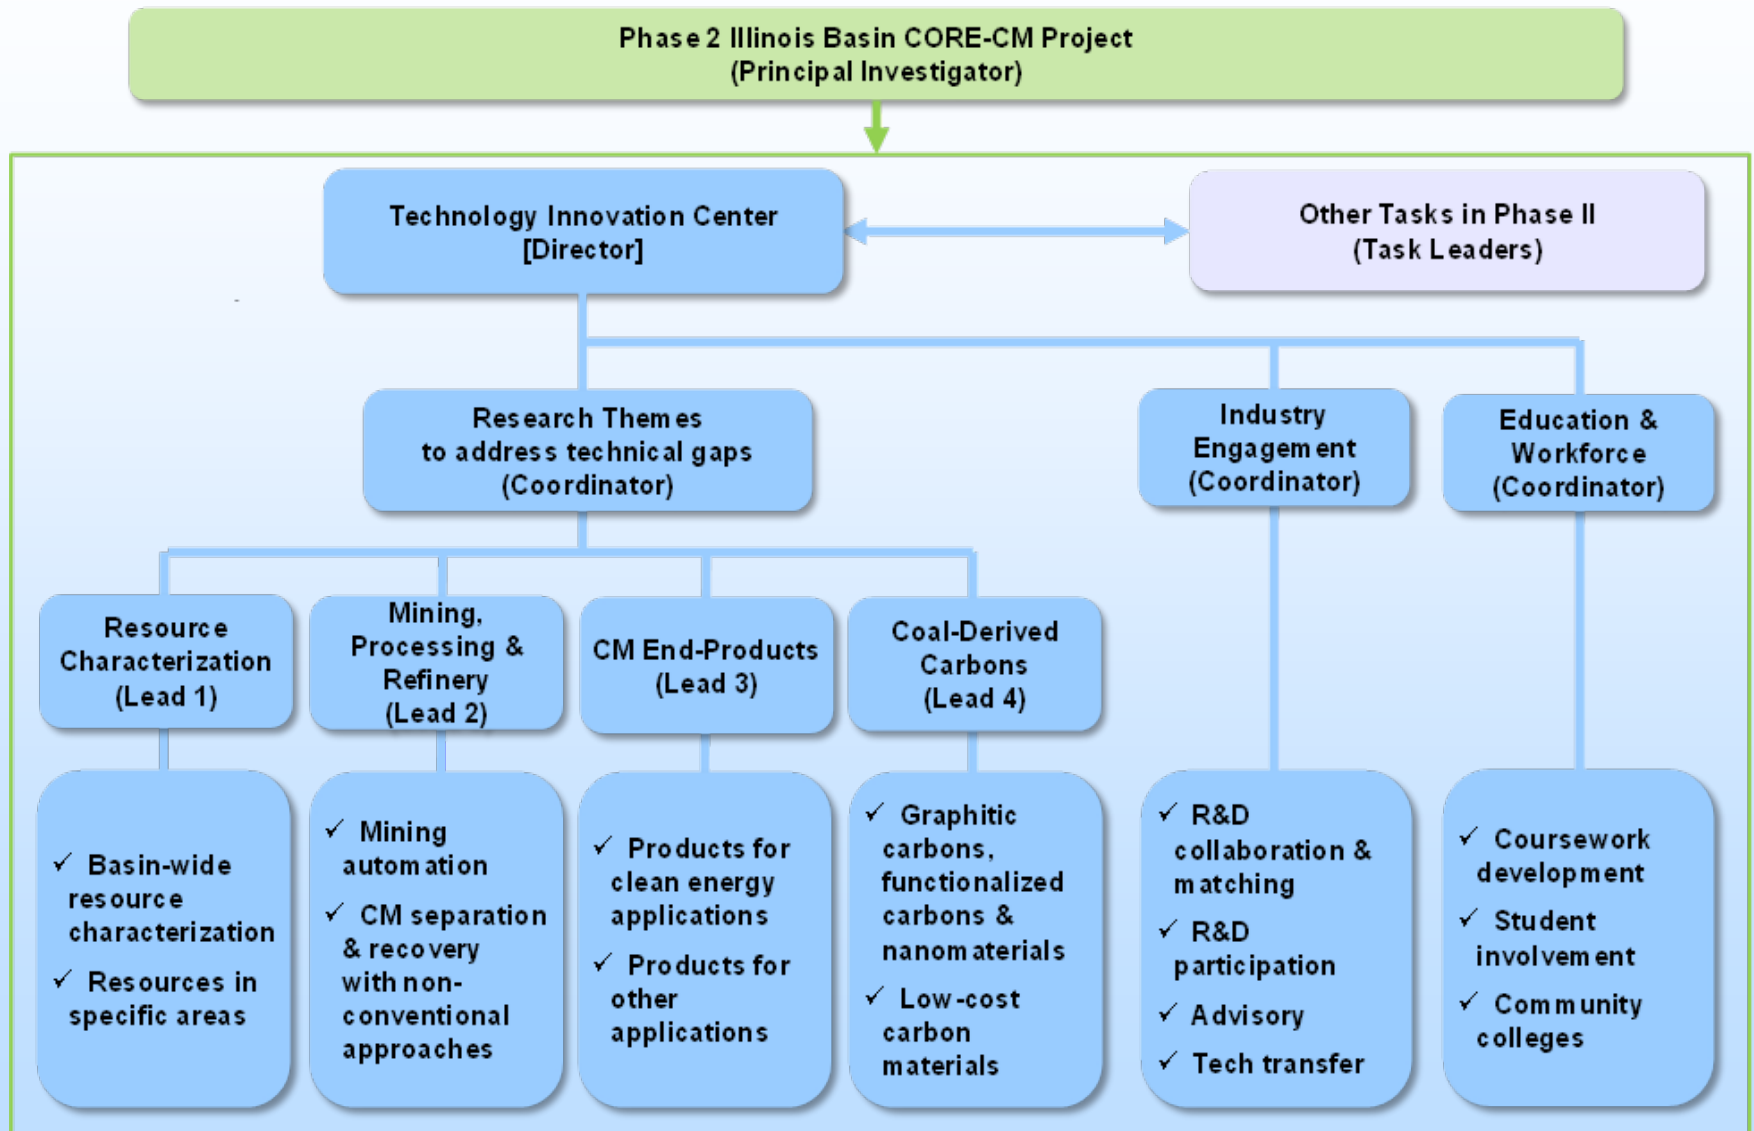 Phase 2 Illinois Basin CORE-CM Project
(Principal Investigator)
Technology Innovation Center
[Director]
Other Tasks in Phase II
(Task Leaders)
Research Themes
to address technical gaps
(Coordinator)
Industry
Engagement
(Coordinator)
Education &
Workforce
(Coordinator)
Resource
Characterization
(Lead 1)
Mining,
Processing &
Refinery
(Lead 2)
CM End-Products
(Lead 3)
Coal-Derived
Carbons
(Lead 4)
✓ Basin-wide
resource
characterization
✓ Resources in
specific areas
✓ Mining
automation
✓ CM separation
& recovery
with non-
conventional
approaches
✓ Products for
clean energy
applications
✓ Products for
other
applications
✓ Graphitic
carbons,
functionalized
carbons &
nanomaterials
✓ Low-cost
carbon
materials
✓ R&D
collaboration &
matching
✓ R&D
participation
✓ Advisory
✓ Tech transfer
✓ Coursework
development
✓ Student
involvement
✓ Community
colleges